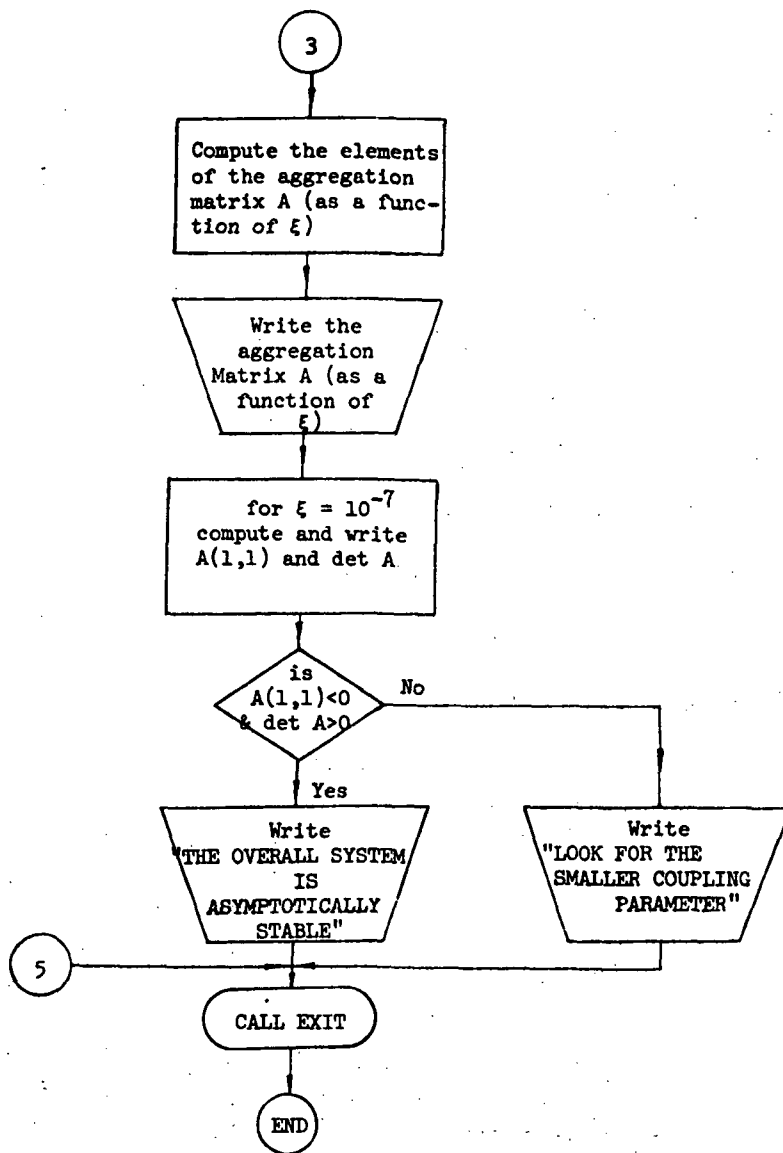 3
Compute the elements
of the aggregation
matrix A (as a func-
tion of ξ)
Write the
aggregation
Matrix A (as a
function of
ξ)
for ξ = 10⁻⁷
compute and write
A(1,1) and det A
is
A(1,1)<0
& det A>0
No
Yes
Write
"THE OVERALL SYSTEM
IS
ASYMPTOTICALLY
STABLE"
Write
"LOOK FOR THE
SMALLER COUPLING
PARAMETER"
5
CALL EXIT
END